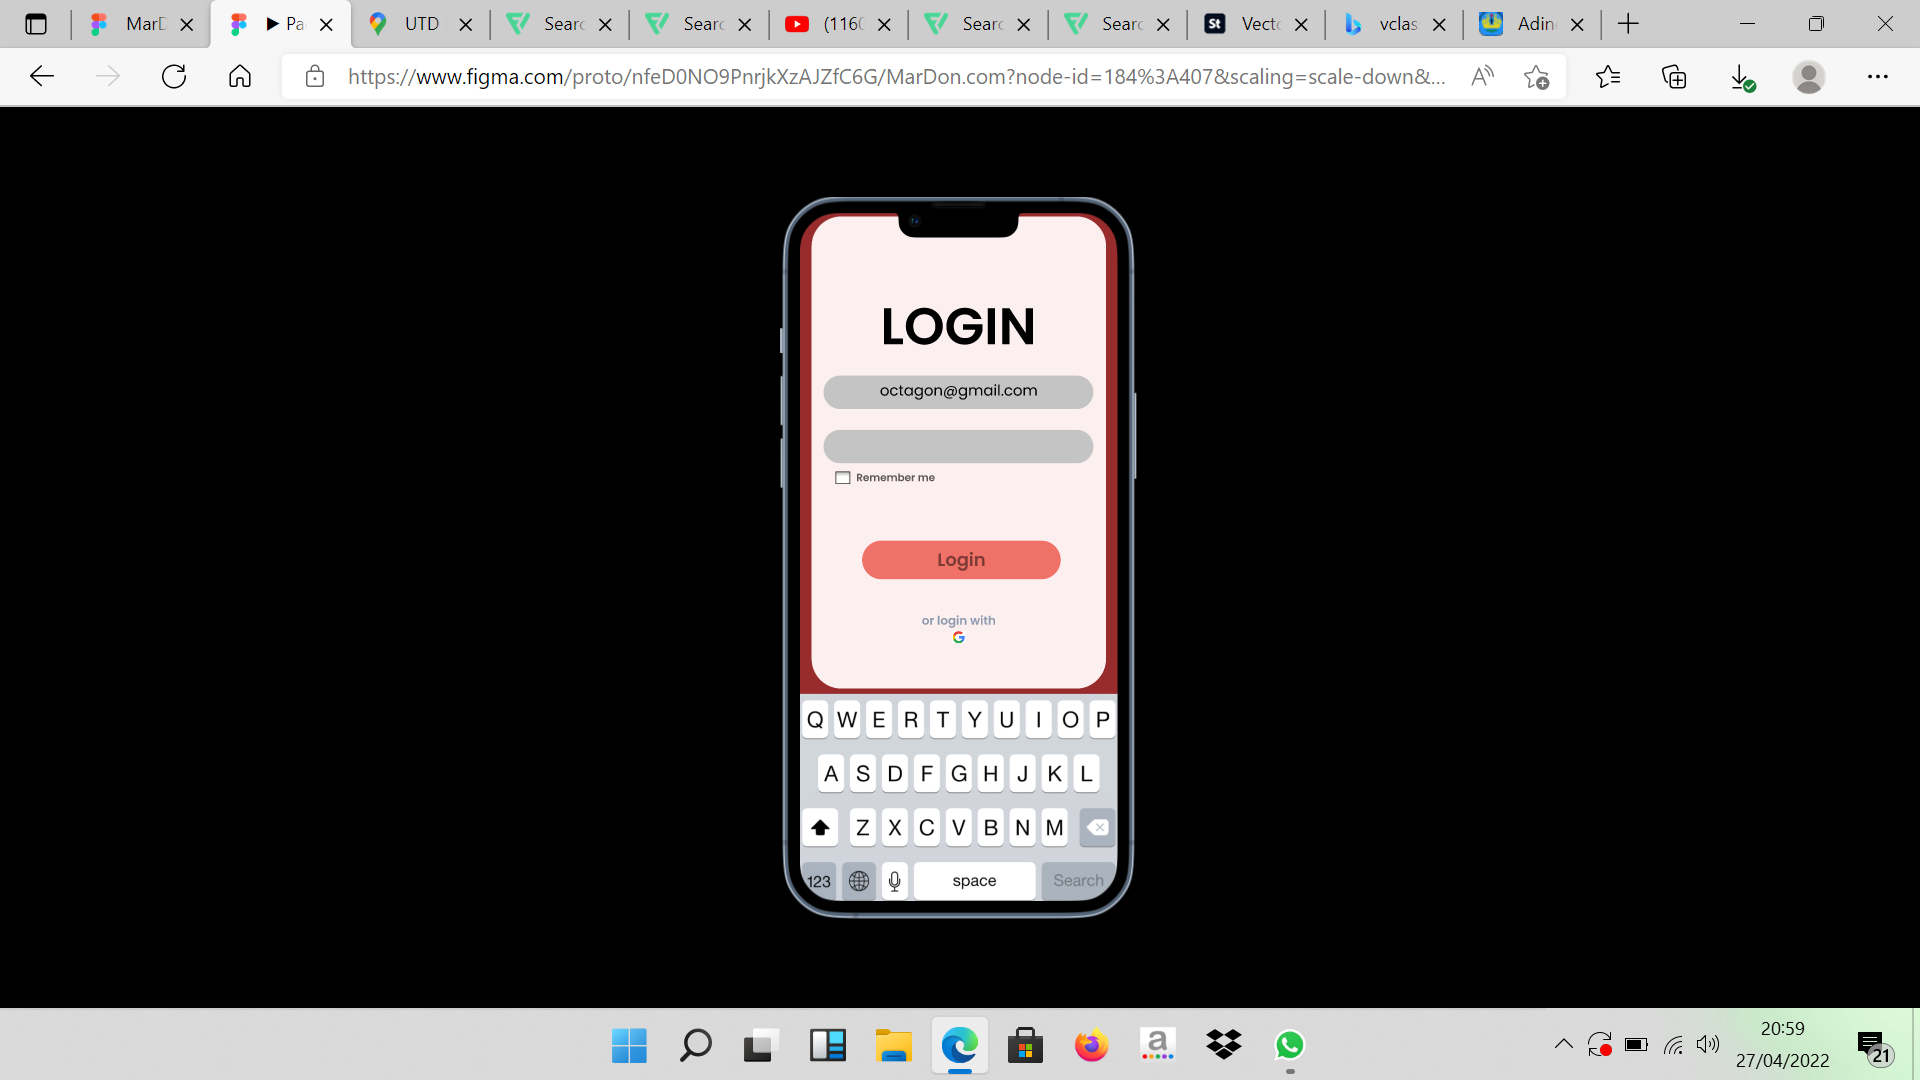 MarD
▶ Pa
UTD
Searc
Searc
(1160
Searc
Searc
Vecto
vclas
Adin
https://www.figma.com/proto/nfeD0NO9PnrjkXzAJZfC6G/MarDon.com?node-id=184%3A407&scaling=scale-down&...
LOGIN
octagon@gmail.com
Remember me
Login
or login with
Q W E R T Y U I O P
A S D F G H J K L
Z X C V B N M
123 space Search
20:59
27/04/2022
21